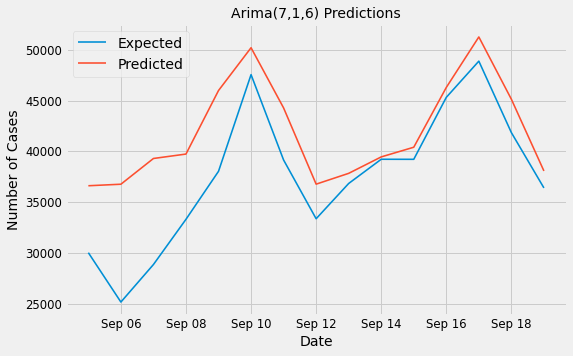 Arima(7,1,6) Predictions
Expected
Predicted
50000
45000
40000
35000
30000
25000
Number of Cases
Sep 06 Sep 08 Sep 10 Sep 12 Sep 14 Sep 16 Sep 18
Date